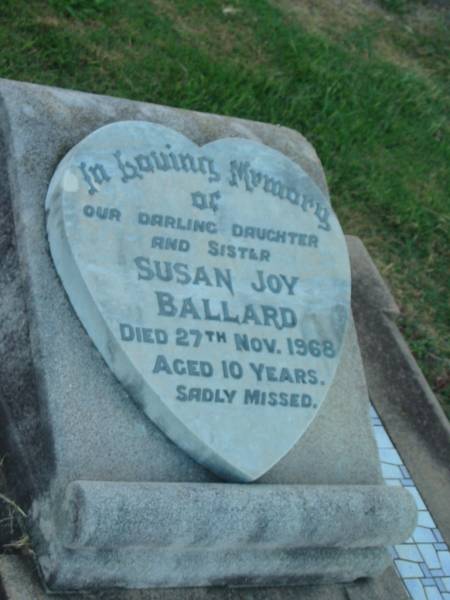 In Loving Memory
of
OUR DARLING DAUGHTER
AND SISTER
SUSAN JOY
BALLARD
DIED 27TH NOV. 1968
AGED 10 YEARS.
SADLY MISSED.